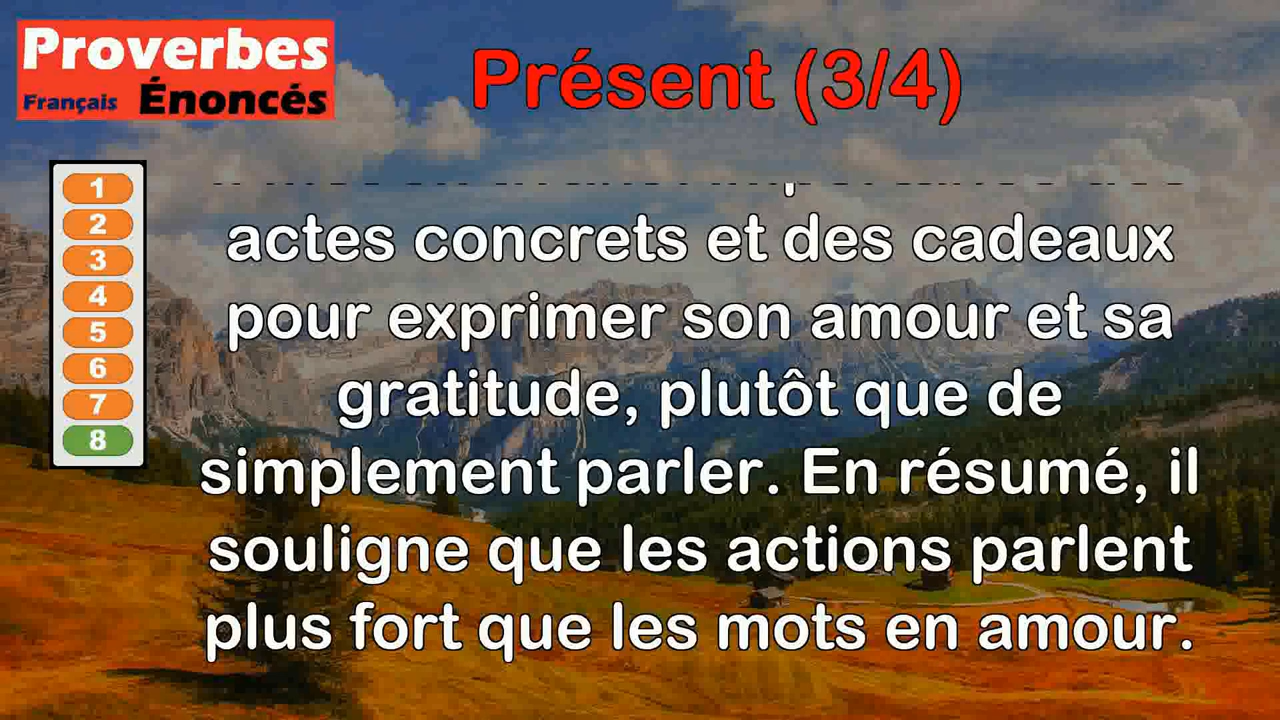 Proverbes
Français Énoncés
Présent (3/4)
1
2
3
4
5
6
7
8
actes concrets et des cadeaux
pour exprimer son amour et sa
gratitude, plutôt que de
simplement parler. En résumé, il
souligne que les actions parlent
plus fort que les mots en amour.